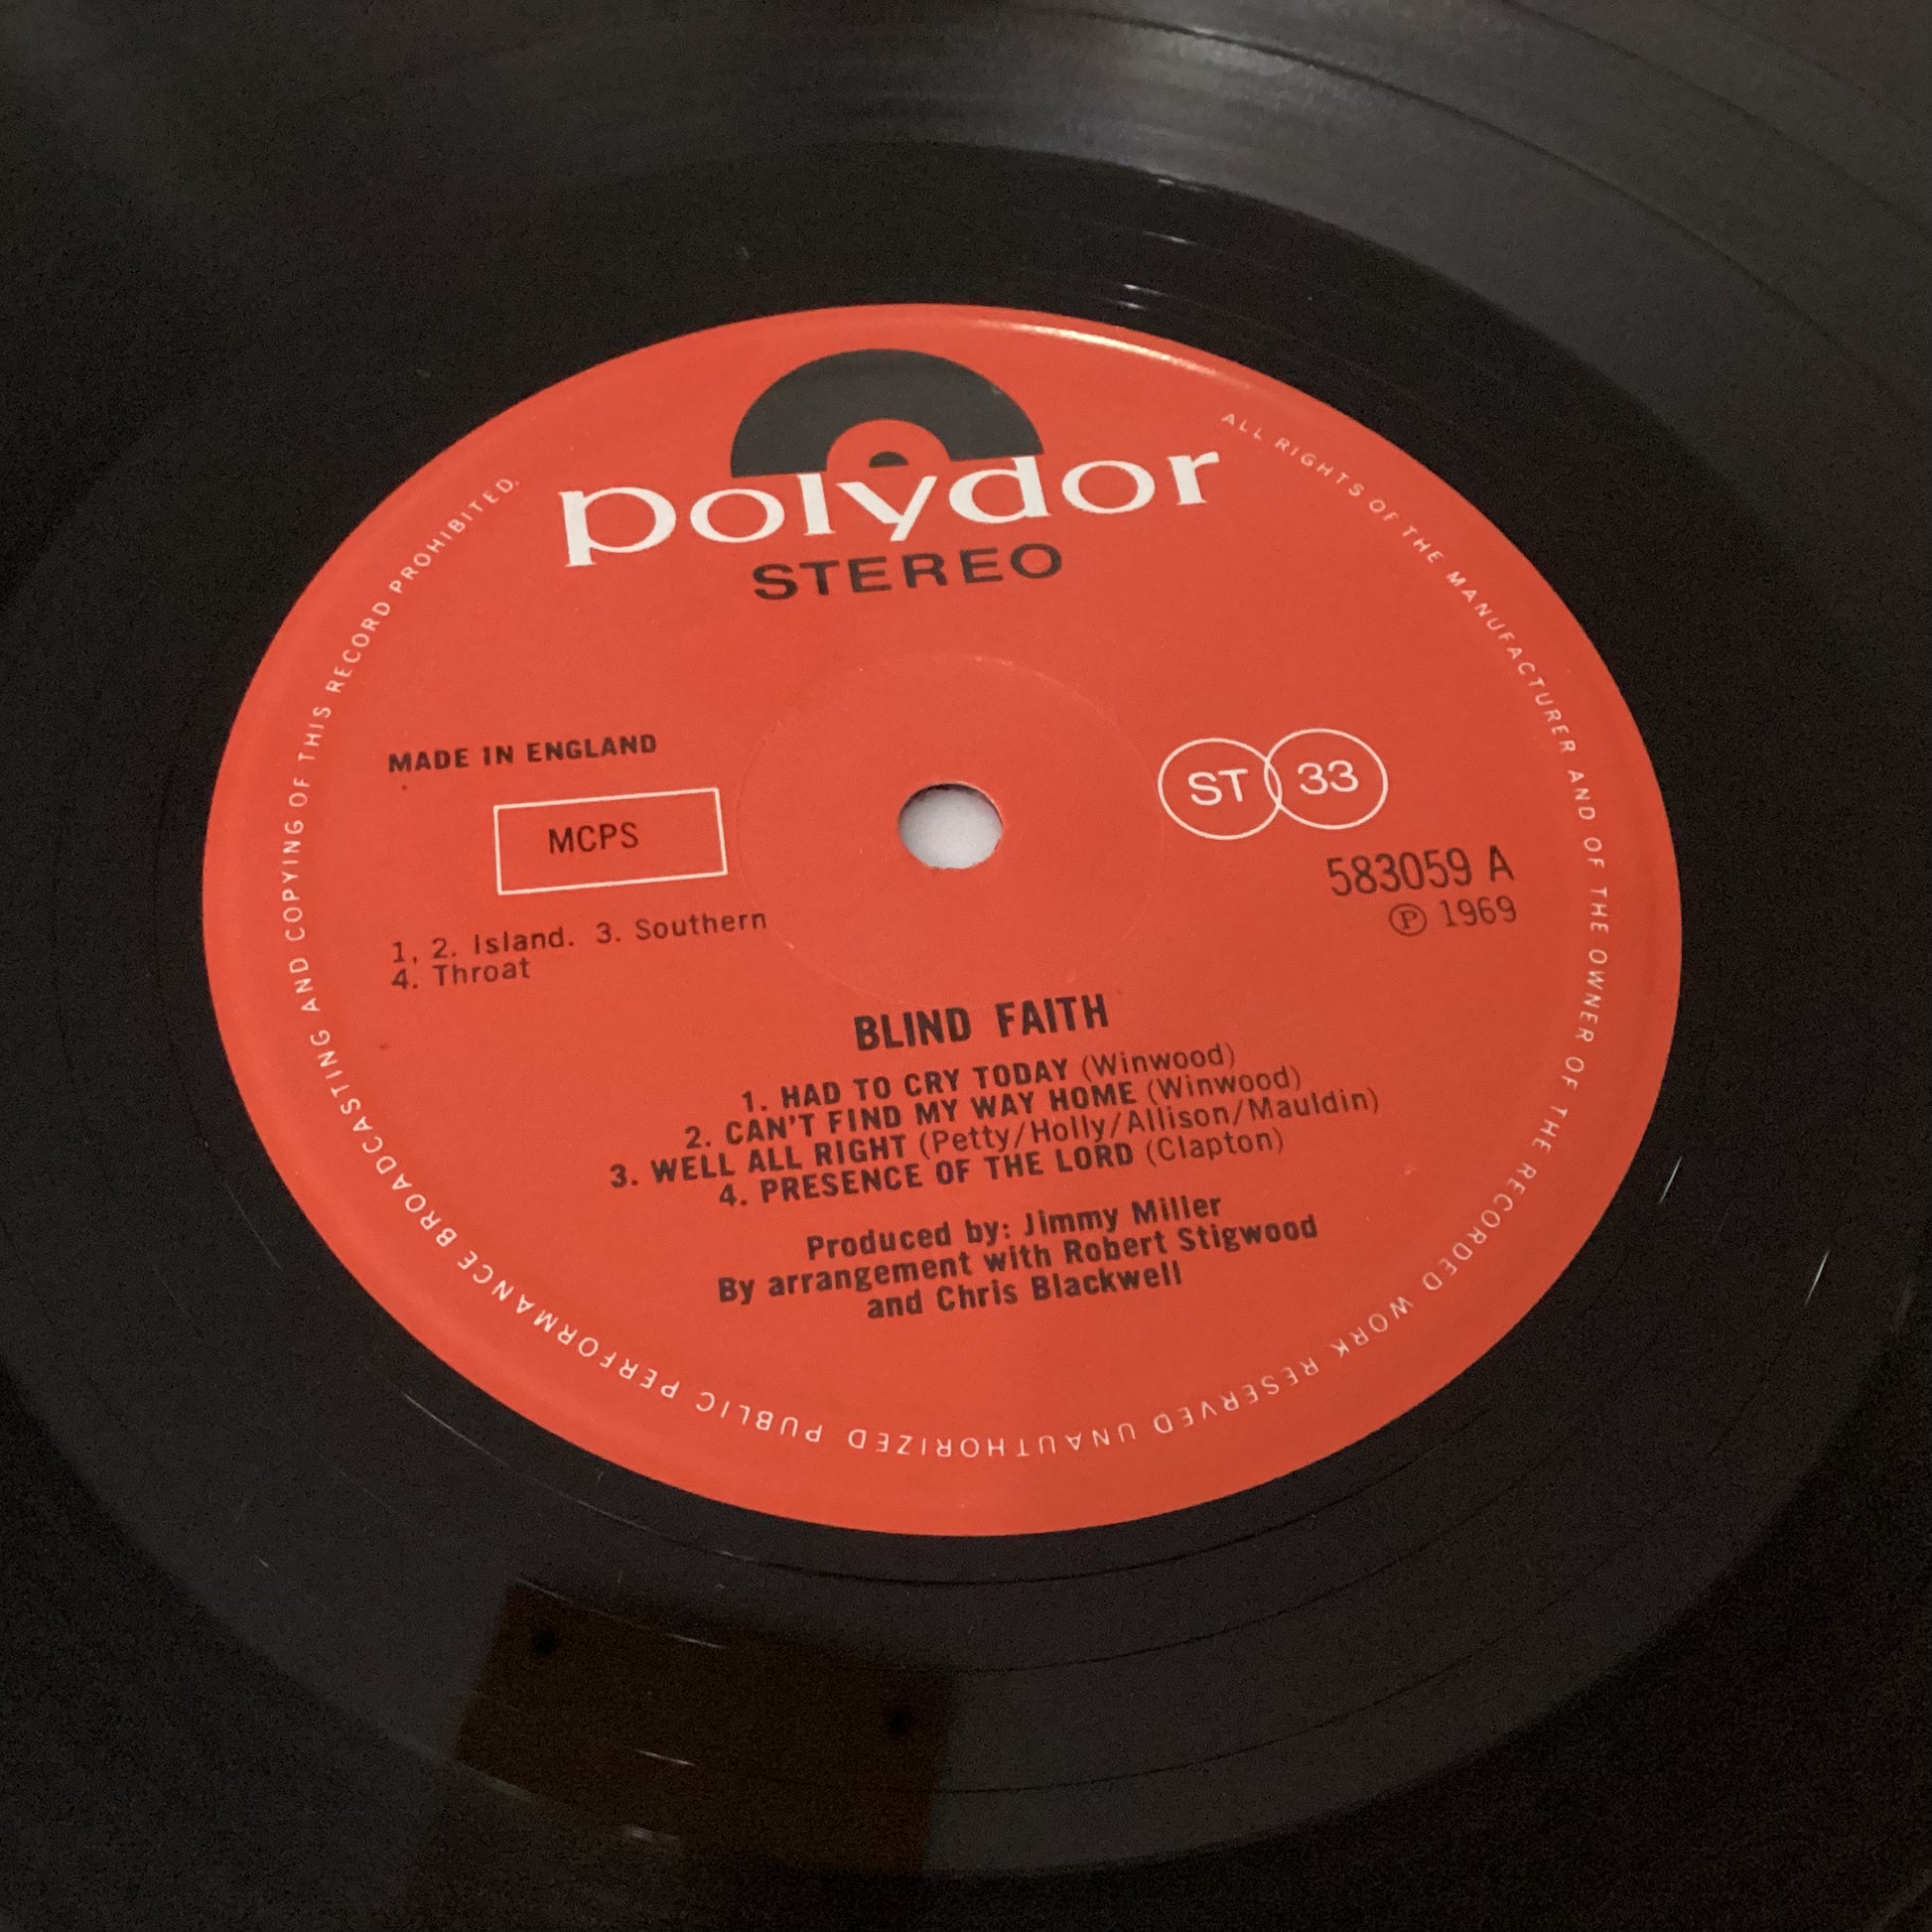 polydor
STEREO
MADE IN ENGLAND
MCPS
1, 2. Island. 3. Southern
4. Throat
ST 33
583059 A
Ⓟ 1969
BLIND FAITH
1. HAD TO CRY TODAY (Winwood)
2. CAN'T FIND MY WAY HOME (Winwood)
3. WELL ALL RIGHT (Petty/Holly/Allison/Mauldin)
4. PRESENCE OF THE LORD (Clapton)
Produced by: Jimmy Miller
By arrangement with Robert Stigwood
and Chris Blackwell
ALL RIGHTS OF THE MANUFACTURER AND OF THE OWNER OF THE RECORDED WORK RESERVED UNAUTHORIZED PUBLIC PERFORMANCE BROADCASTING AND COPYING OF THIS RECORD PROHIBITED.